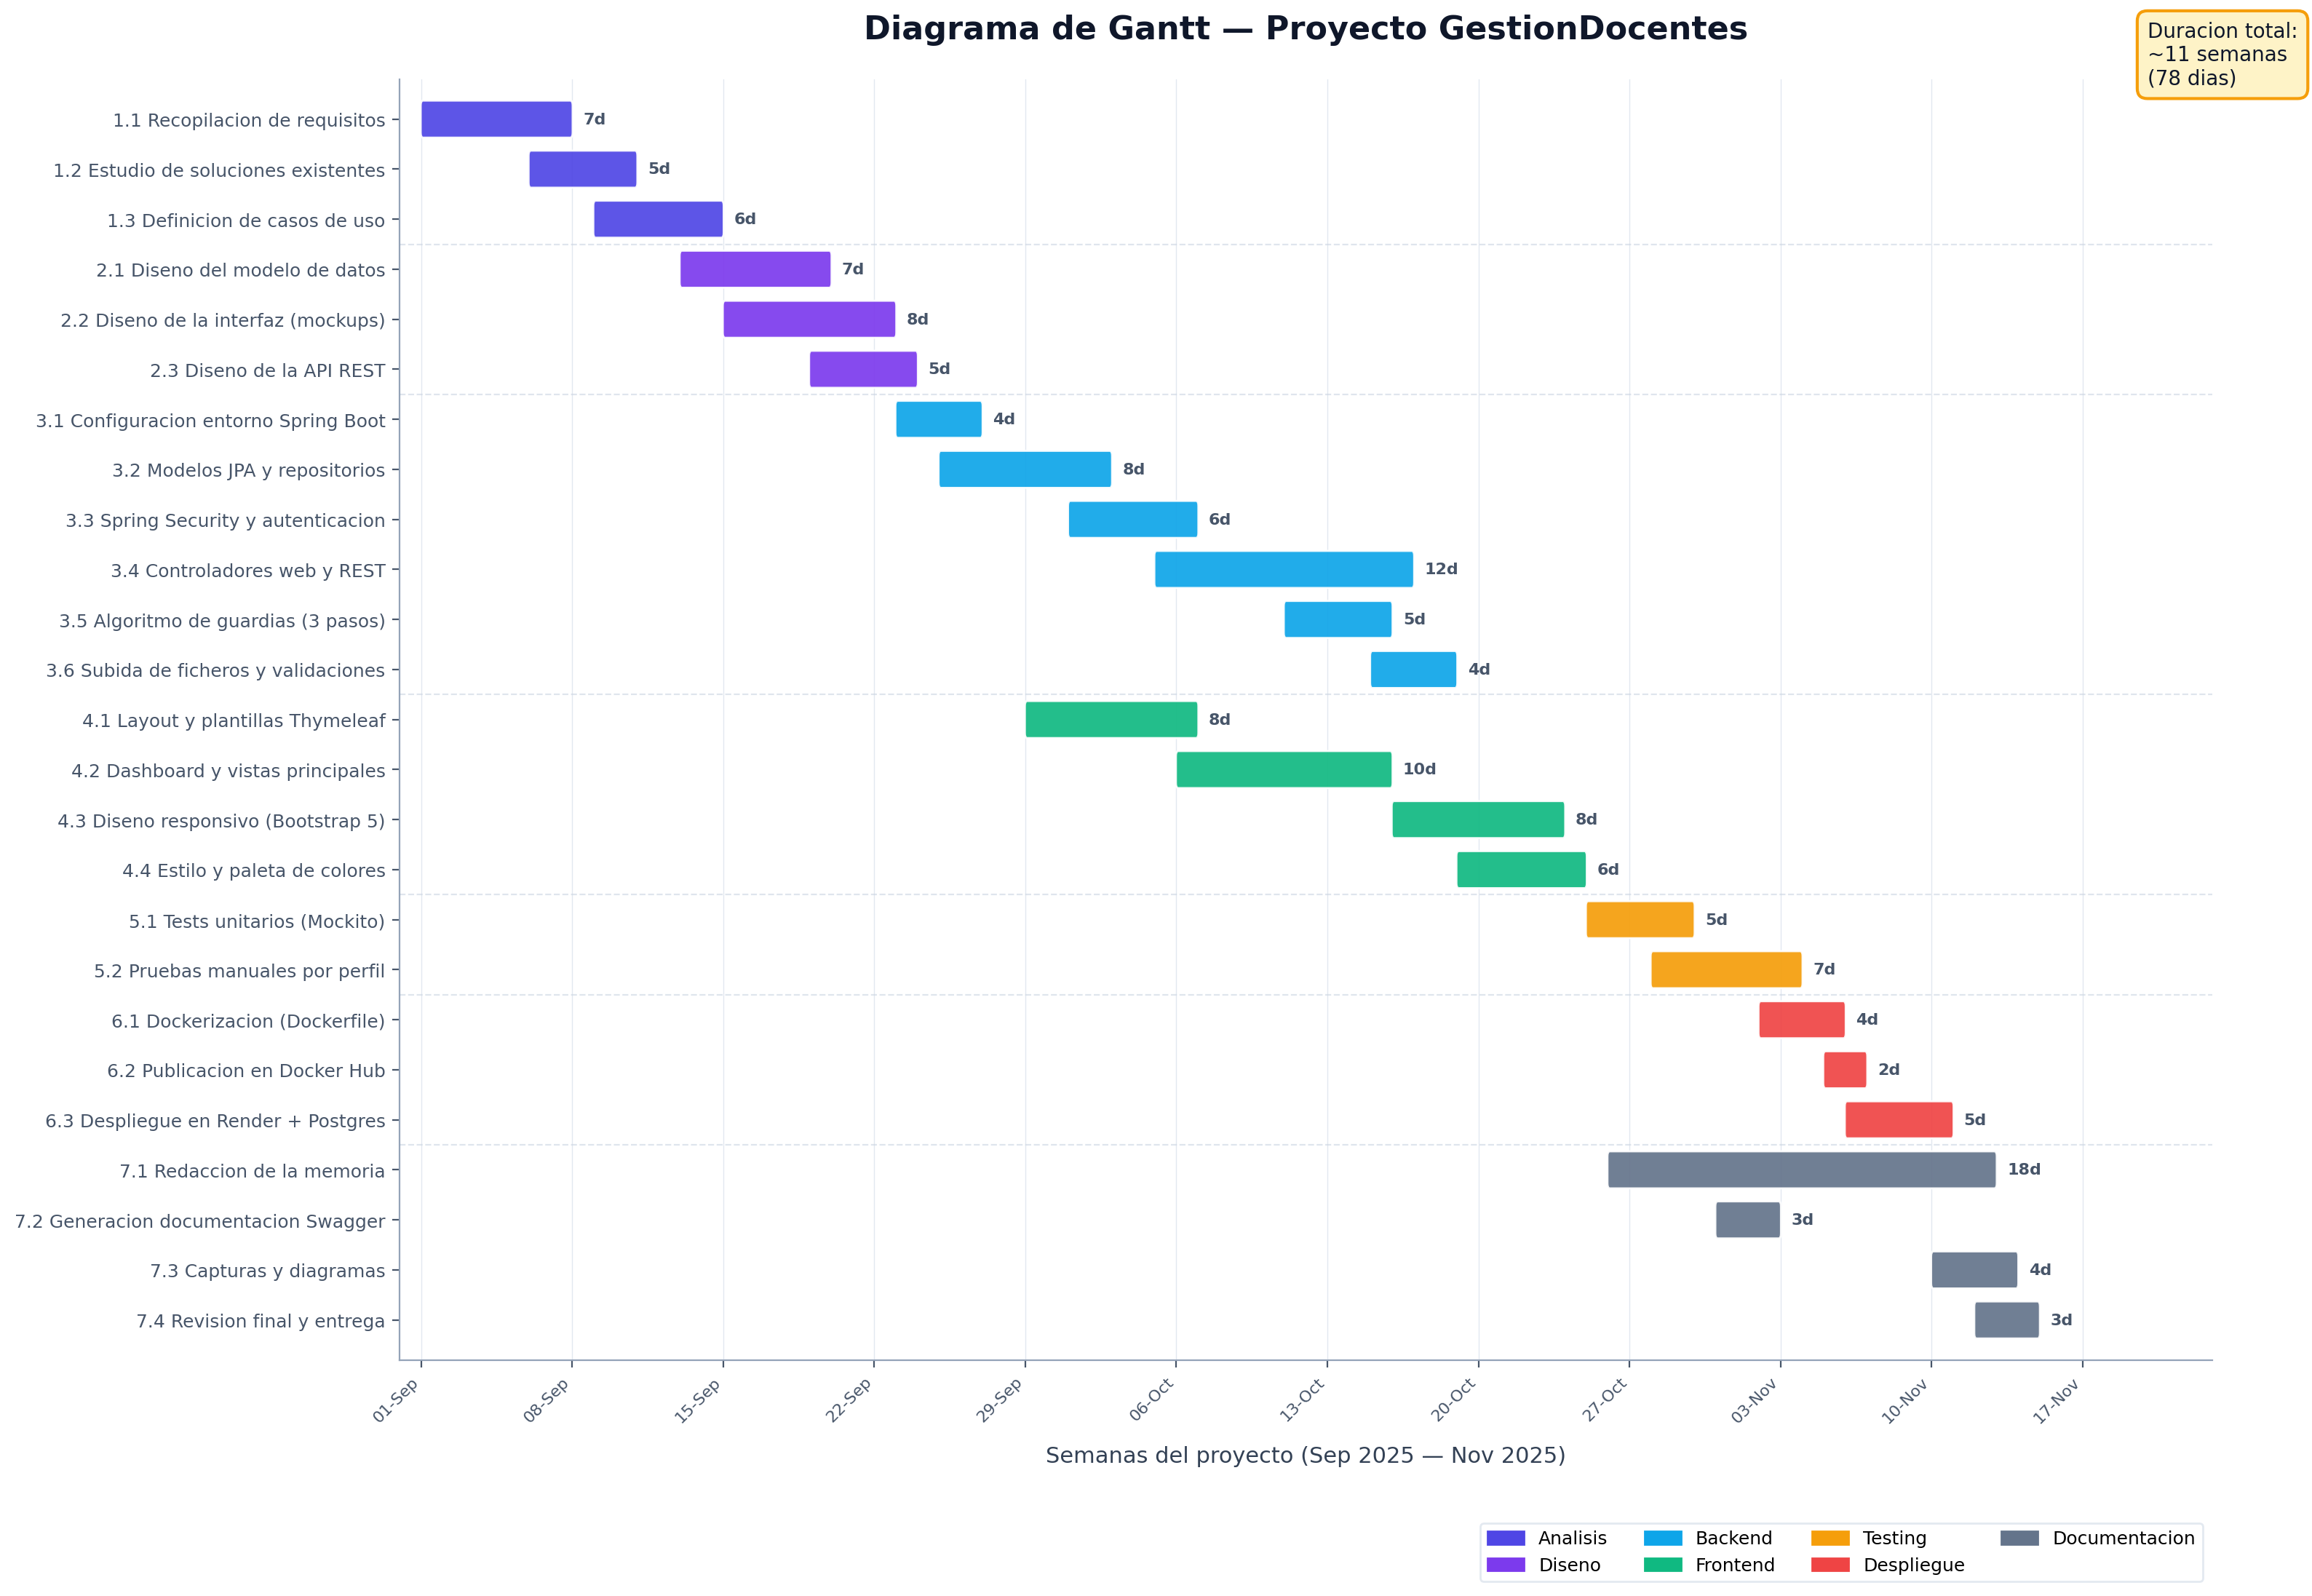 Diagrama de Gantt — Proyecto GestionDocentes
Duracion total:
~11 semanas
(78 dias)
1.1 Recopilacion de requisitos 7d
1.2 Estudio de soluciones existentes 5d
1.3 Definicion de casos de uso 6d
2.1 Diseno del modelo de datos 7d
2.2 Diseno de la interfaz (mockups) 8d
2.3 Diseno de la API REST 5d
3.1 Configuracion entorno Spring Boot 4d
3.2 Modelos JPA y repositorios 8d
3.3 Spring Security y autenticacion 6d
3.4 Controladores web y REST 12d
3.5 Algoritmo de guardias (3 pasos) 5d
3.6 Subida de ficheros y validaciones 4d
4.1 Layout y plantillas Thymeleaf 8d
4.2 Dashboard y vistas principales 10d
4.3 Diseno responsivo (Bootstrap 5) 8d
4.4 Estilo y paleta de colores 6d
5.1 Tests unitarios (Mockito) 5d
5.2 Pruebas manuales por perfil 7d
6.1 Dockerizacion (Dockerfile) 4d
6.2 Publicacion en Docker Hub 2d
6.3 Despliegue en Render + Postgres 5d
7.1 Redaccion de la memoria 18d
7.2 Generacion documentacion Swagger 3d
7.3 Capturas y diagramas 4d
7.4 Revision final y entrega 3d
01-Sep 08-Sep 15-Sep 22-Sep 29-Sep 06-Oct 13-Oct 20-Oct 27-Oct 03-Nov 10-Nov 17-Nov
Semanas del proyecto (Sep 2025 — Nov 2025)
Analisis Backend Testing Documentacion
Diseno Frontend Despliegue